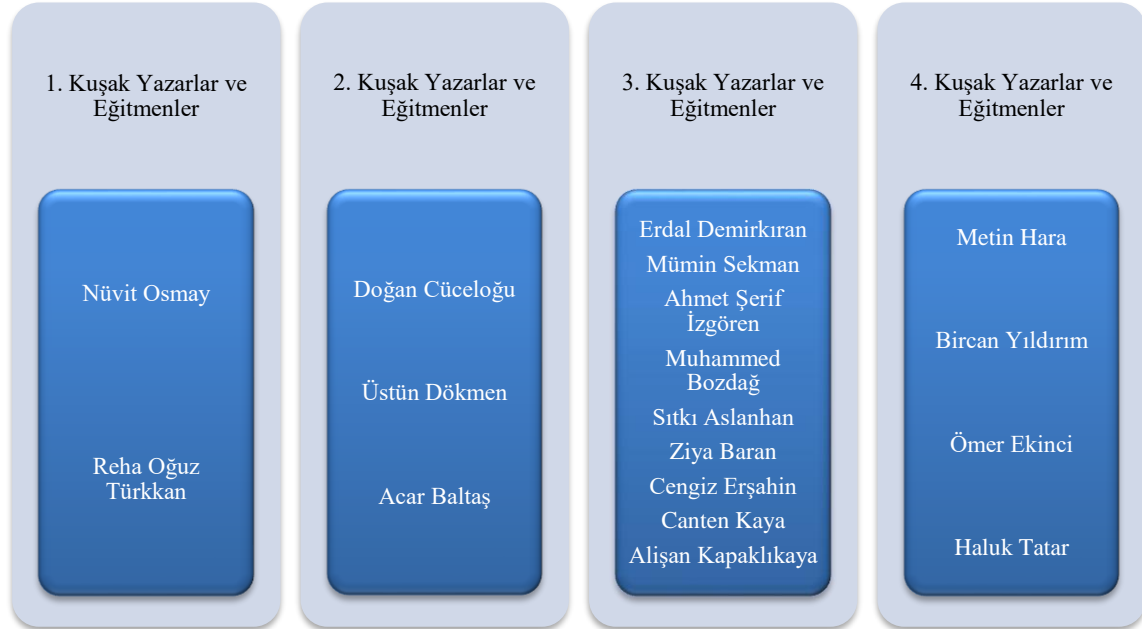 1. Kuşak Yazarlar ve
Eğitmenler
Nüvit Osmay
Reha Oğuz
Türkkan
2. Kuşak Yazarlar ve
Eğitmenler
Doğan Cüceloğu
Üstün Dökmen
Acar Baltaş
3. Kuşak Yazarlar ve
Eğitmenler
Erdal Demirkıran
Mümin Sekman
Ahmet Şerif
İzgören
Muhammed
Bozdağ
Sıtkı Aslanhan
Ziya Baran
Cengiz Erşahin
Canten Kaya
Alişan Kapaklıkaya
4. Kuşak Yazarlar ve
Eğitmenler
Metin Hara
Bircan Yıldırım
Ömer Ekinci
Haluk Tatar